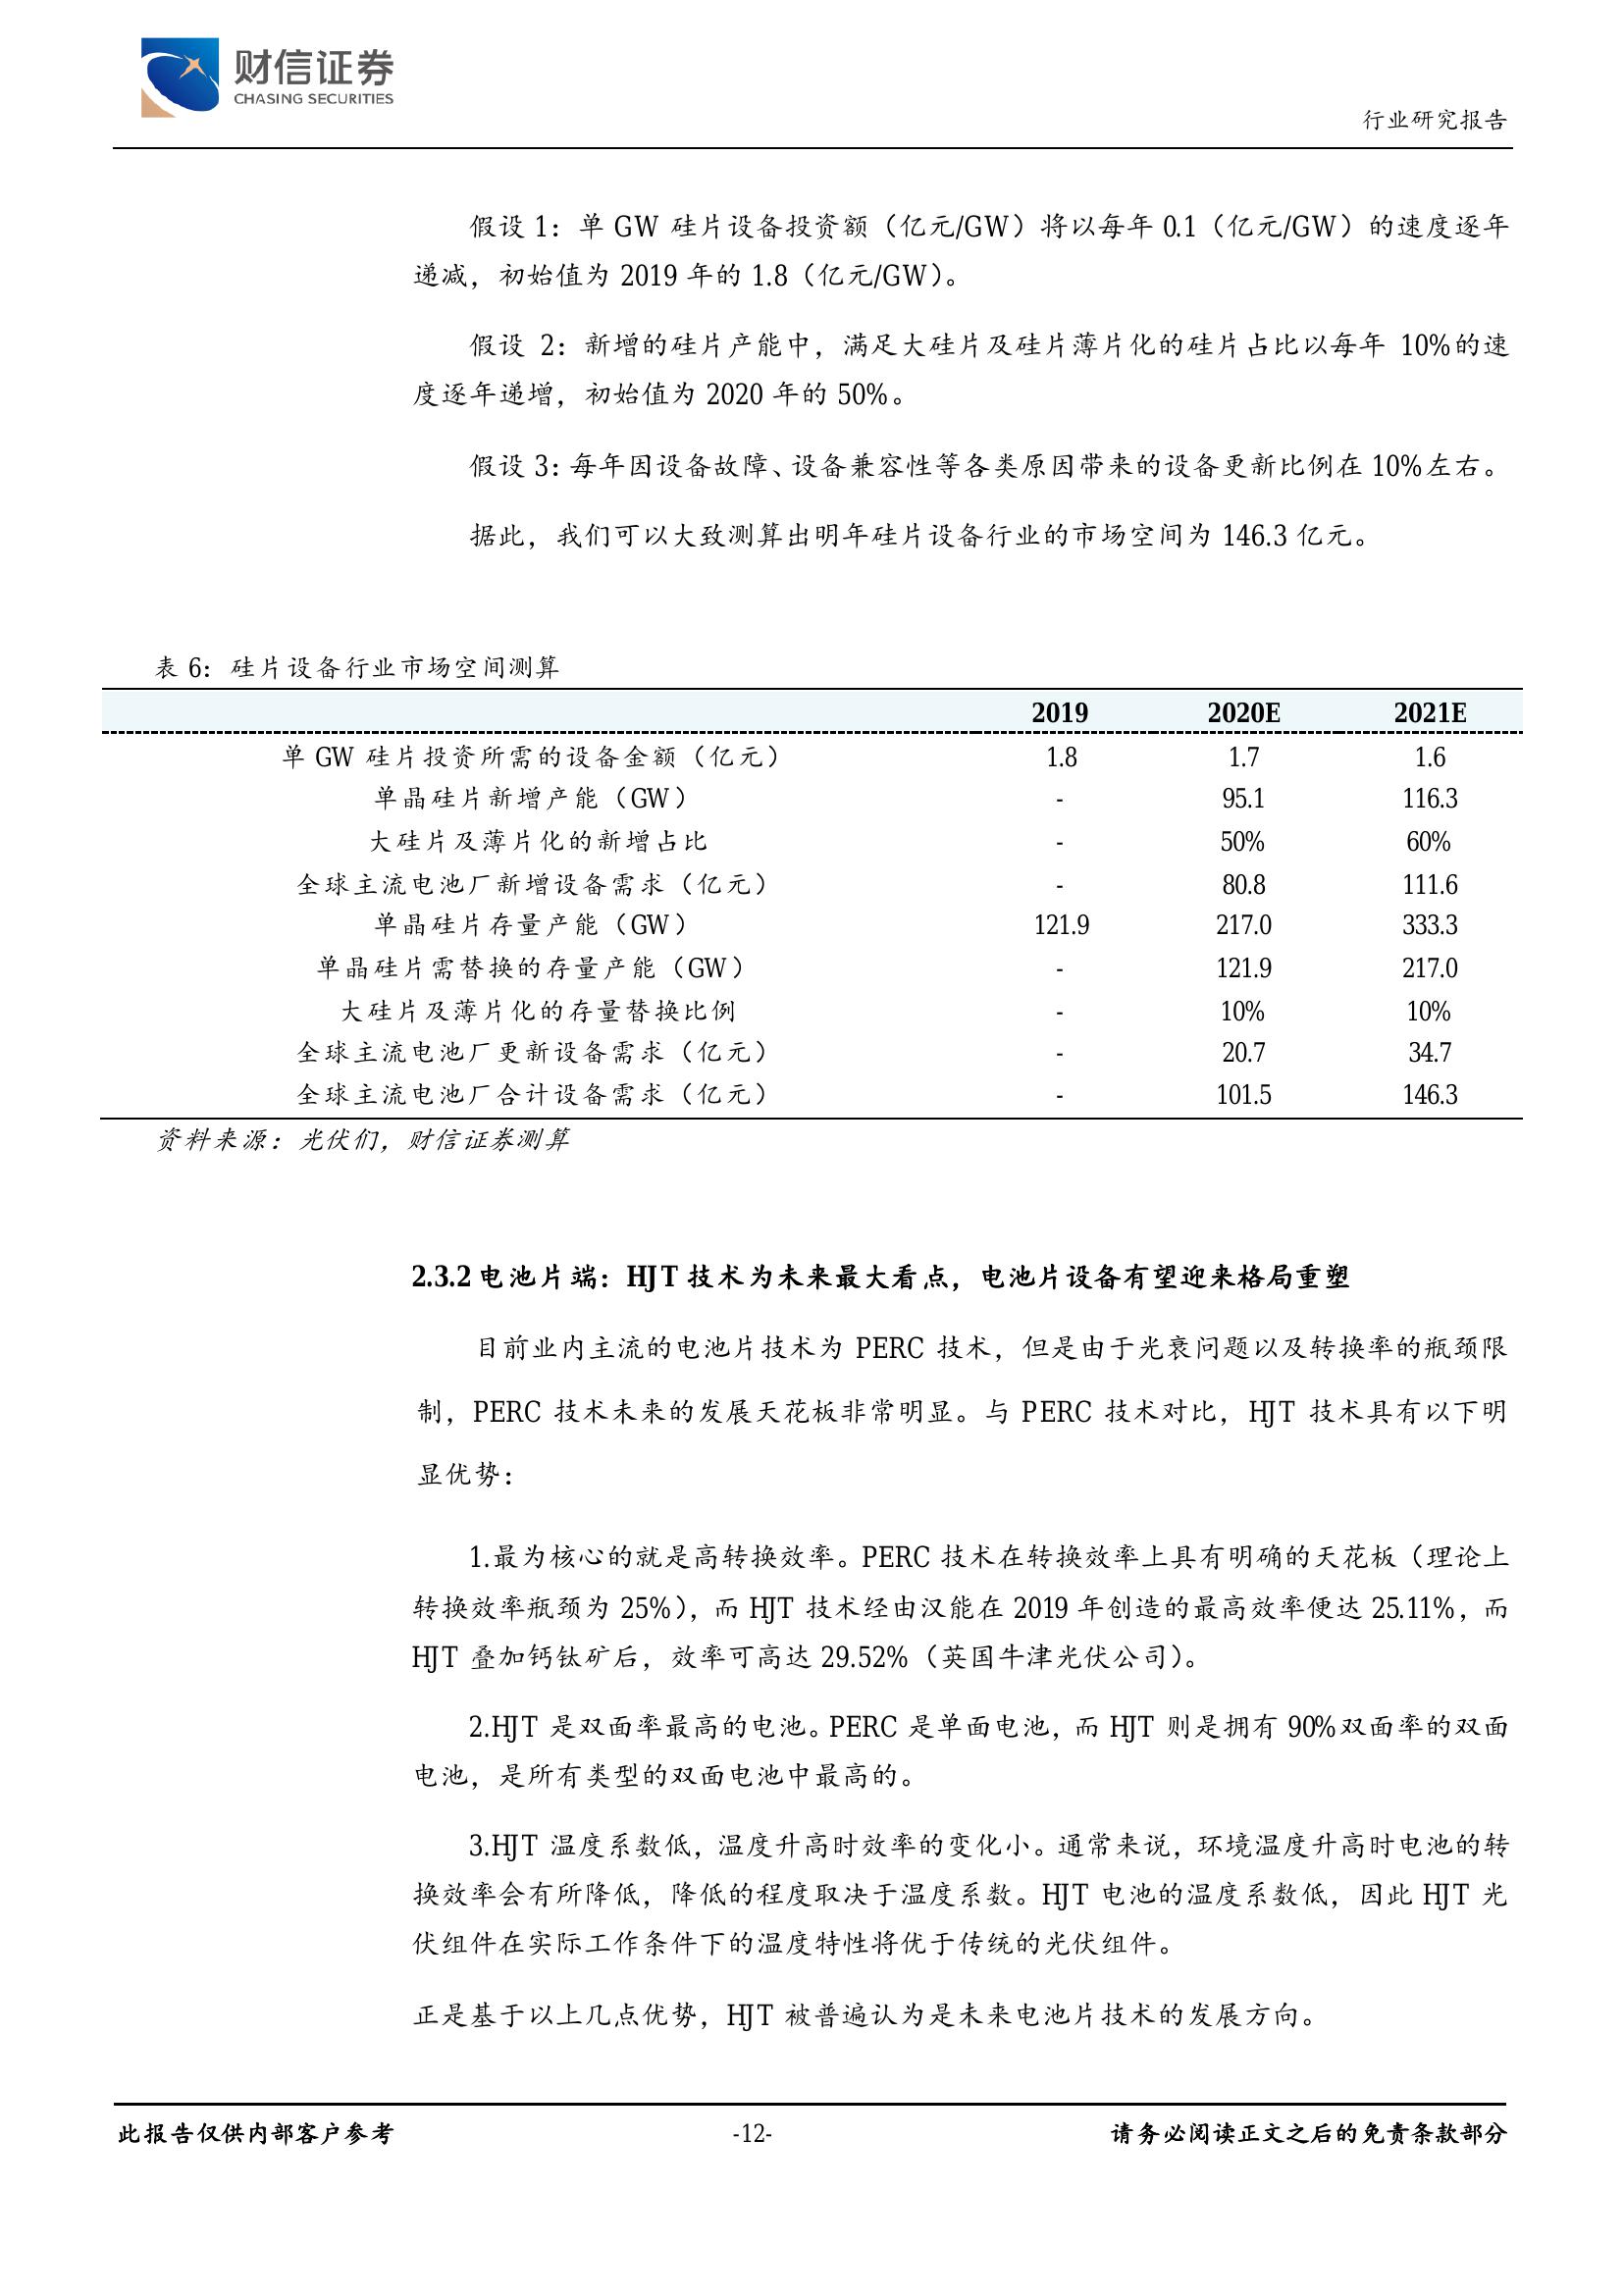 财信证券
CHASING SECURITIES
行业研究报告
假设 1：单 GW 硅片设备投资额（亿元/GW）将以每年 0.1（亿元/GW）的速度逐年
递减，初始值为 2019 年的 1.8（亿元/GW）。
假设 2：新增的硅片产能中，满足大硅片及硅片薄片化的硅片占比以每年 10%的速
度逐年递增，初始值为 2020 年的 50%。
假设 3：每年因设备故障、设备兼容性等各类原因带来的设备更新比例在 10%左右。
据此，我们可以大致测算出明年硅片设备行业的市场空间为 146.3 亿元。
表 6：硅片设备行业市场空间测算
2019 2020E 2021E
单 GW 硅片投资所需的设备金额（亿元） 1.8 1.7 1.6
单晶硅片新增产能（GW） - 95.1 116.3
大硅片及薄片化的新增占比 - 50% 60%
全球主流电池厂新增设备需求（亿元） - 80.8 111.6
单晶硅片存量产能（GW） 121.9 217.0 333.3
单晶硅片需替换的存量产能（GW） - 121.9 217.0
大硅片及薄片化的存量替换比例 - 10% 10%
全球主流电池厂更新设备需求（亿元） - 20.7 34.7
全球主流电池厂合计设备需求（亿元） - 101.5 146.3
资料来源：光伏们，财信证券测算
2.3.2 电池片端：HJT 技术为未来最大看点，电池片设备有望迎来格局重塑
目前业内主流的电池片技术为 PERC 技术，但是由于光衰问题以及转换率的瓶颈限
制，PERC 技术未来的发展天花板非常明显。与 PERC 技术对比，HJT 技术具有以下明
显优势：
1.最为核心的就是高转换效率。PERC 技术在转换效率上具有明确的天花板（理论上
转换效率瓶颈为 25%），而 HJT 技术经由汉能在 2019 年创造的最高效率便达 25.11%，而
HJT 叠加钙钛矿后，效率可高达 29.52%（英国牛津光伏公司）。
2.HJT 是双面率最高的电池。PERC 是单面电池，而 HJT 则是拥有 90%双面率的双面
电池，是所有类型的双面电池中最高的。
3.HJT 温度系数低，温度升高时效率的变化小。通常来说，环境温度升高时电池的转
换效率会有所降低，降低的程度取决于温度系数。HJT 电池的温度系数低，因此 HJT 光
伏组件在实际工作条件下的温度特性将优于传统的光伏组件。
正是基于以上几点优势，HJT 被普遍认为是未来电池片技术的发展方向。
此报告仅供内部客户参考 -12- 请务必阅读正文之后的免责条款部分